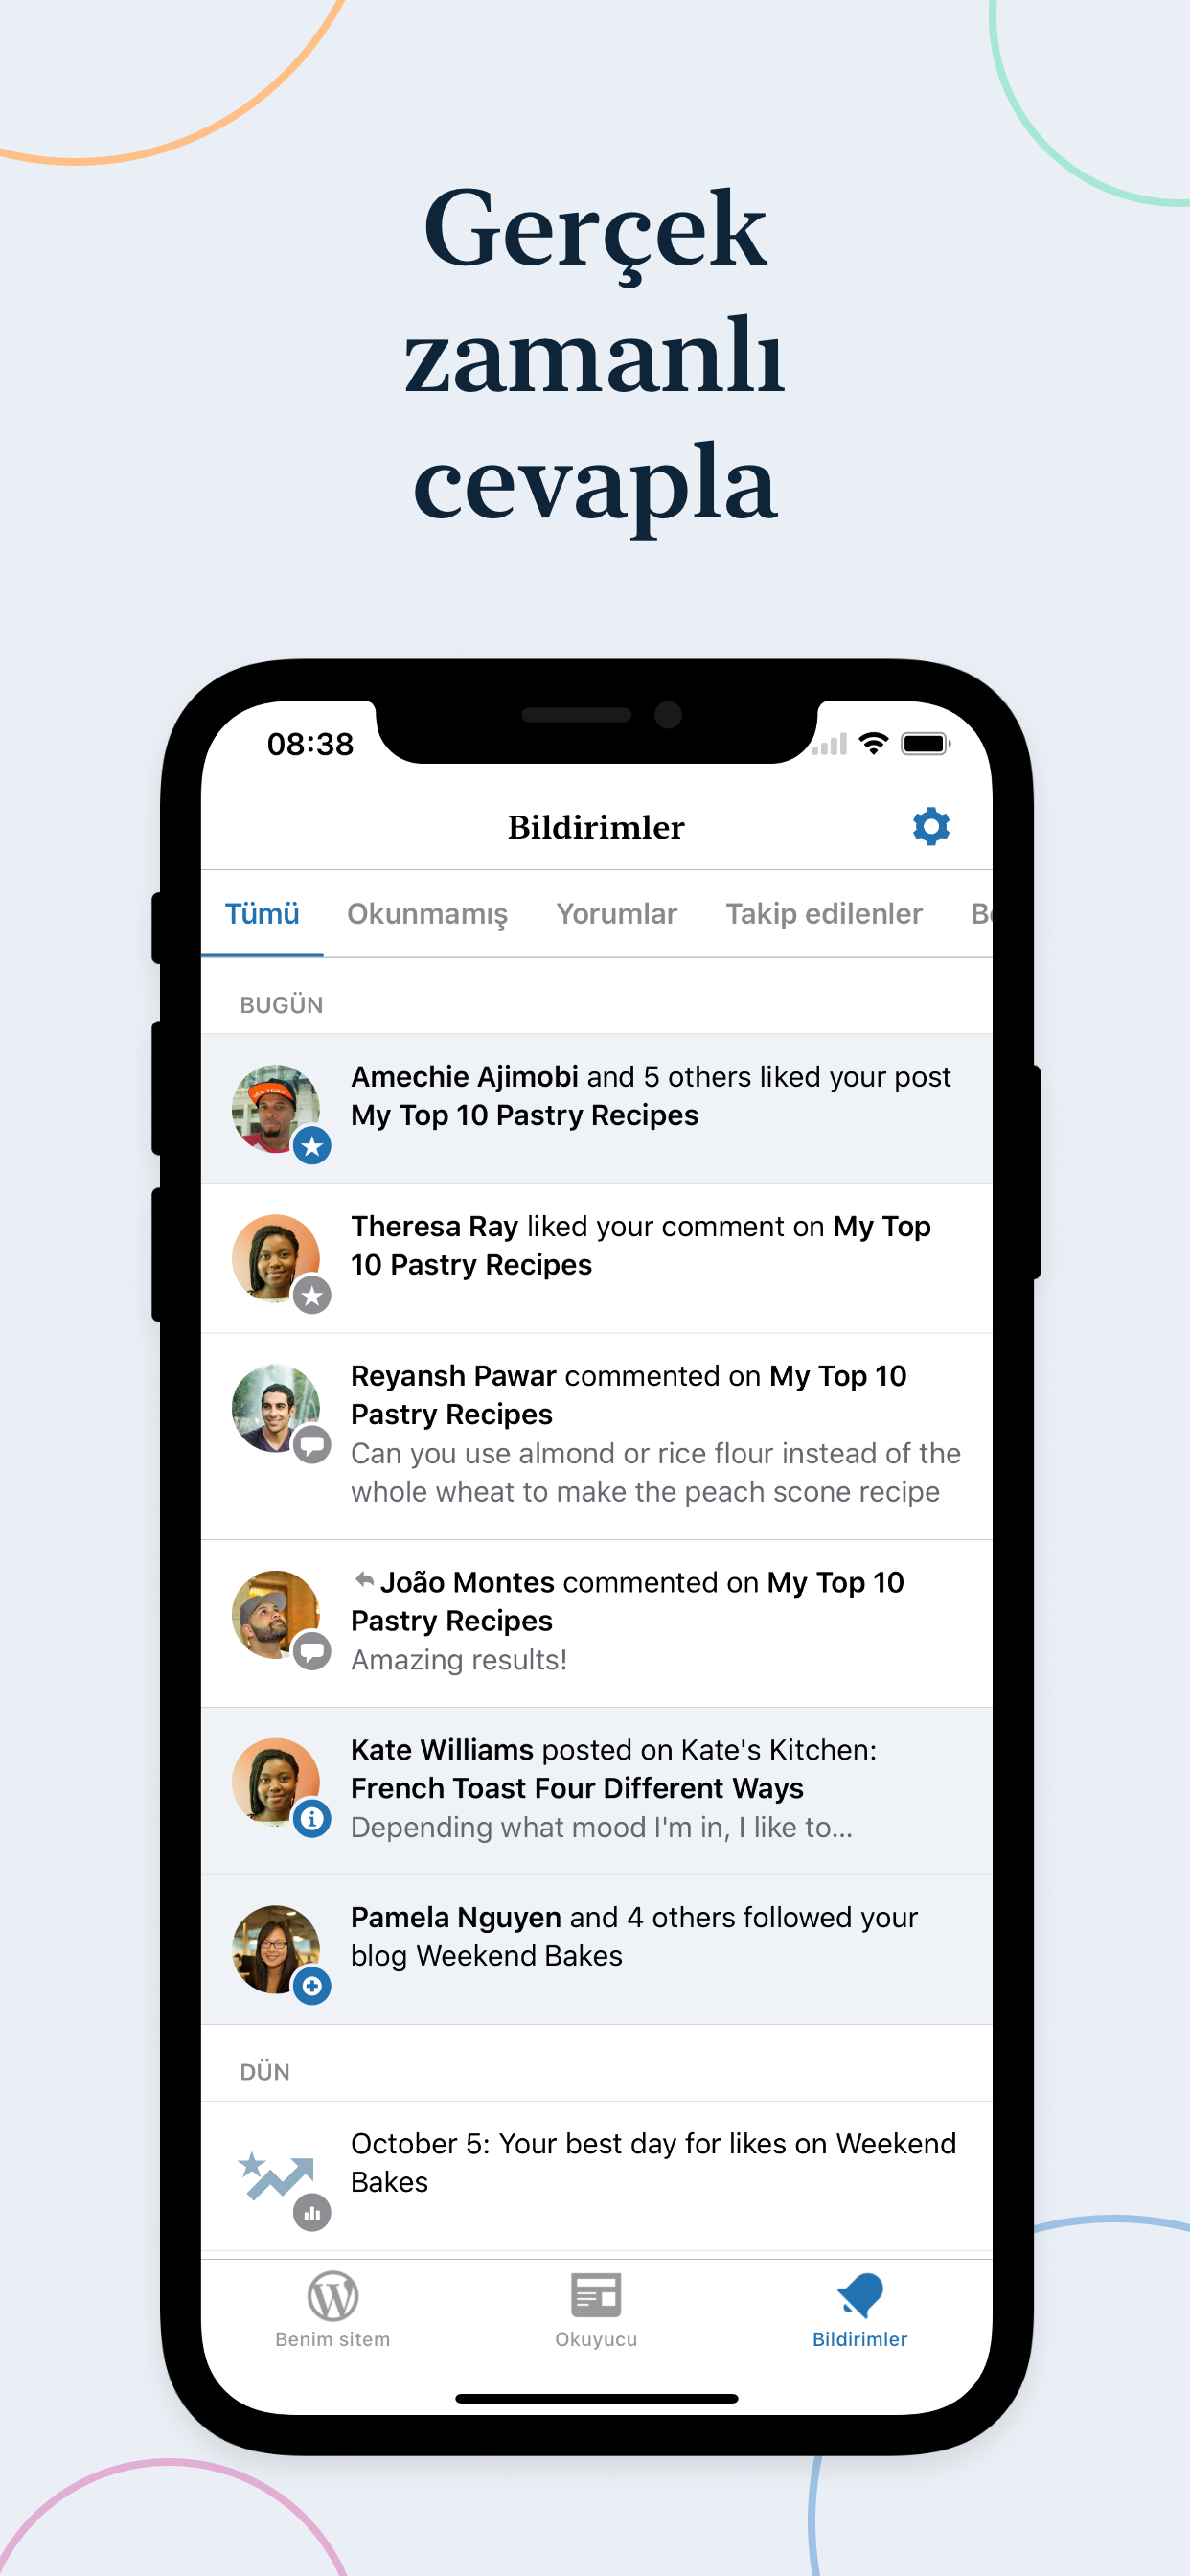 Gerçek
zamanlı
cevapla
08:38
Bildirimler
Tümü Okunmamış Yorumlar Takip edilenler
BUGÜN
Amechie Ajimobi and 5 others liked your post
My Top 10 Pastry Recipes
Theresa Ray liked your comment on My Top
10 Pastry Recipes
Reyansh Pawar commented on My Top 10
Pastry Recipes
Can you use almond or rice flour instead of the
whole wheat to make the peach scone recipe
João Montes commented on My Top 10
Pastry Recipes
Amazing results!
Kate Williams posted on Kate's Kitchen:
French Toast Four Different Ways
Depending what mood I'm in, I like to...
Pamela Nguyen and 4 others followed your
blog Weekend Bakes
DÜN
October 5: Your best day for likes on Weekend
Bakes
Benim sitem Okuyucu Bildirimler